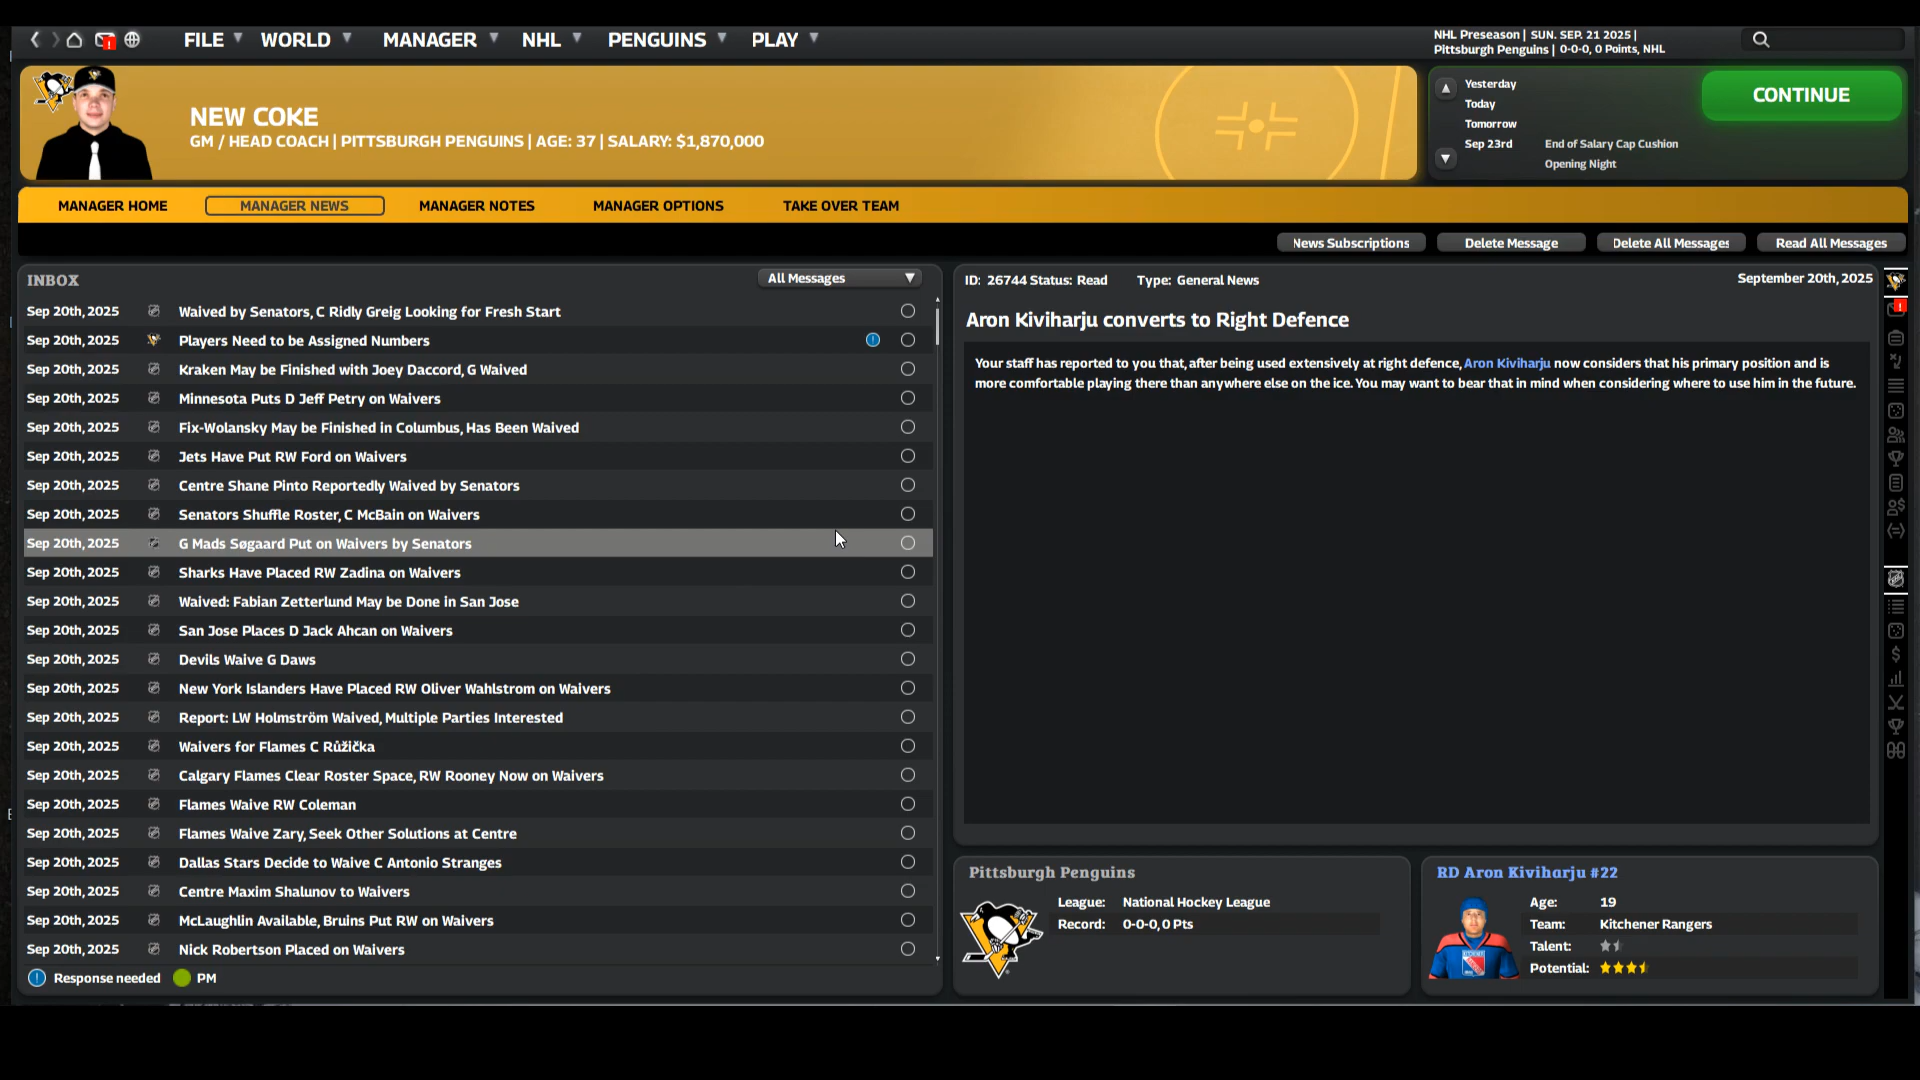 FILE WORLD MANAGER NHL PENGUINS PLAY
NHL Preseason | SUN. SEP. 21 2025 |
Pittsburgh Penguins | 0-0-0, 0 Points, NHL
NEW COKE
GM / HEAD COACH | PITTSBURGH PENGUINS | AGE: 37 | SALARY: $1,870,000
Yesterday
Today
Tomorrow
Sep 23rd End of Salary Cap Cushion
Opening Night
CONTINUE
MANAGER HOME MANAGER NEWS MANAGER NOTES MANAGER OPTIONS TAKE OVER TEAM
News Subscriptions Delete Message Delete All Messages Read All Messages
INBOX All Messages
Sep 20th, 2025 Waived by Senators, C Ridly Greig Looking for Fresh Start
Sep 20th, 2025 Players Need to be Assigned Numbers
Sep 20th, 2025 Kraken May be Finished with Joey Daccord, G Waived
Sep 20th, 2025 Minnesota Puts D Jeff Petry on Waivers
Sep 20th, 2025 Fix-Wolansky May be Finished in Columbus, Has Been Waived
Sep 20th, 2025 Jets Have Put RW Ford on Waivers
Sep 20th, 2025 Centre Shane Pinto Reportedly Waived by Senators
Sep 20th, 2025 Senators Shuffle Roster, C McBain on Waivers
Sep 20th, 2025 G Mads Søgaard Put on Waivers by Senators
Sep 20th, 2025 Sharks Have Placed RW Zadina on Waivers
Sep 20th, 2025 Waived: Fabian Zetterlund May be Done in San Jose
Sep 20th, 2025 San Jose Places D Jack Ahcan on Waivers
Sep 20th, 2025 Devils Waive G Daws
Sep 20th, 2025 New York Islanders Have Placed RW Oliver Wahlstrom on Waivers
Sep 20th, 2025 Report: LW Holmström Waived, Multiple Parties Interested
Sep 20th, 2025 Waivers for Flames C Růžička
Sep 20th, 2025 Calgary Flames Clear Roster Space, RW Rooney Now on Waivers
Sep 20th, 2025 Flames Waive RW Coleman
Sep 20th, 2025 Flames Waive Zary, Seek Other Solutions at Centre
Sep 20th, 2025 Dallas Stars Decide to Waive C Antonio Stranges
Sep 20th, 2025 Centre Maxim Shalunov to Waivers
Sep 20th, 2025 McLaughlin Available, Bruins Put RW on Waivers
Sep 20th, 2025 Nick Robertson Placed on Waivers
Response needed PM
ID: 26744 Status: Read Type: General News September 20th, 2025
Aron Kiviharju converts to Right Defence
Your staff has reported to you that, after being used extensively at right defence, Aron Kiviharju now considers that his primary position and is
more comfortable playing there than anywhere else on the ice. You may want to bear that in mind when considering where to use him in the future.
Pittsburgh Penguins
League: National Hockey League
Record: 0-0-0, 0 Pts
RD Aron Kiviharju #22
Age: 19
Team: Kitchener Rangers
Talent:
Potential: